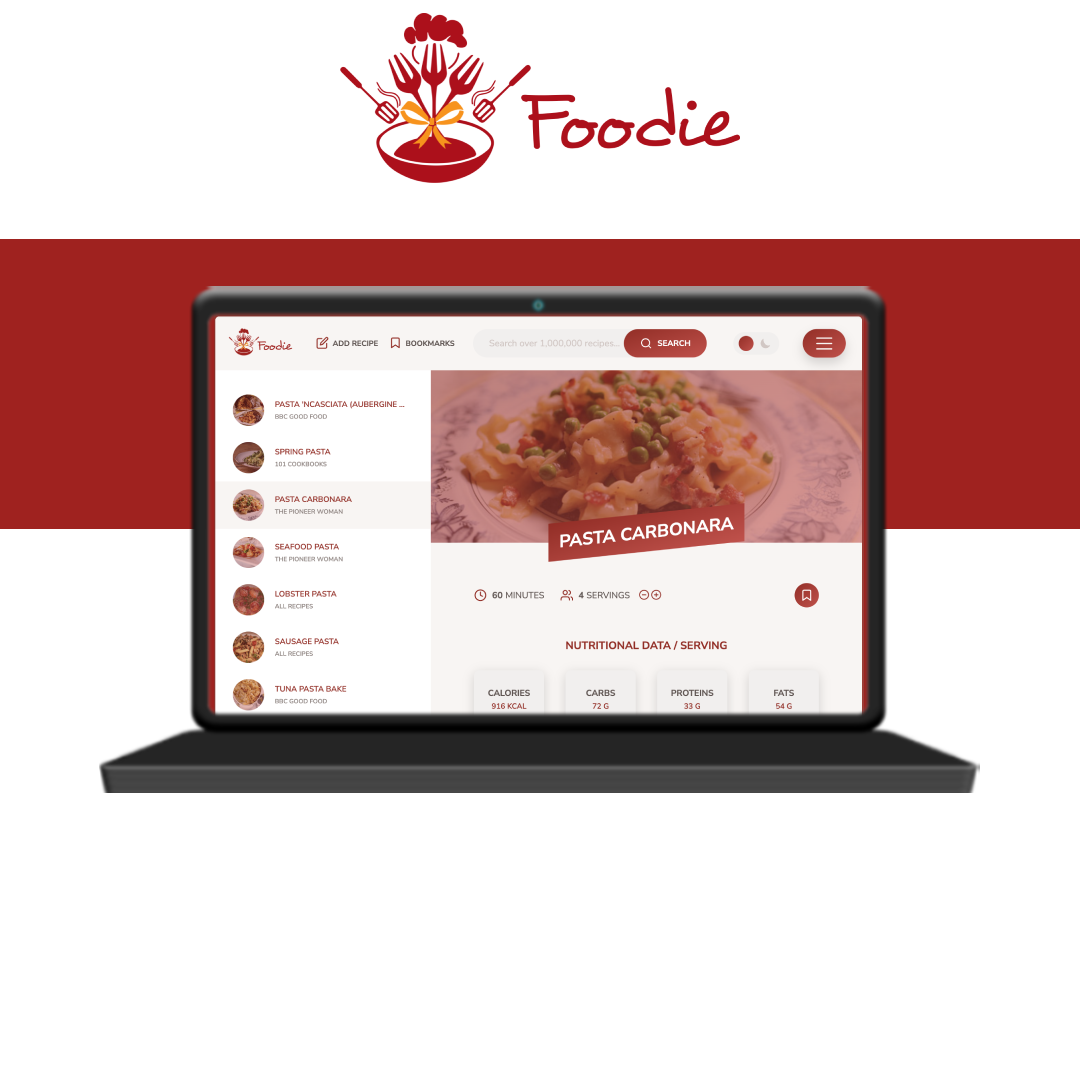 Foodie
Foodie
ADD RECIPE
BOOKMARKS
Search over 1,000,000 recipes...
SEARCH
PASTA 'NCASCIATA (AUBERGINE ...
BBC GOOD FOOD
SPRING PASTA
101 COOKBOOKS
PASTA CARBONARA
THE PIONEER WOMAN
SEAFOOD PASTA
THE PIONEER WOMAN
LOBSTER PASTA
ALL RECIPES
SAUSAGE PASTA
ALL RECIPES
TUNA PASTA BAKE
BBC GOOD FOOD
PASTA CARBONARA
60 MINUTES
4 SERVINGS
NUTRITIONAL DATA / SERVING
CALORIES
916 KCAL
CARBS
72 G
PROTEINS
33 G
FATS
54 G